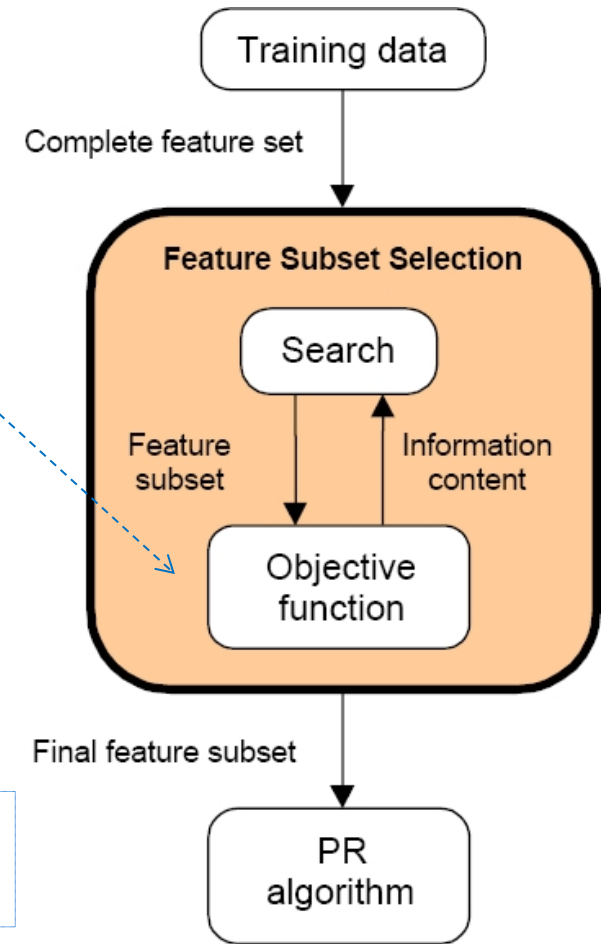 Training data
Complete feature set
Feature Subset Selection
Search
Feature
subset
Information
content
Objective
function
Final feature subset
PR
algorithm